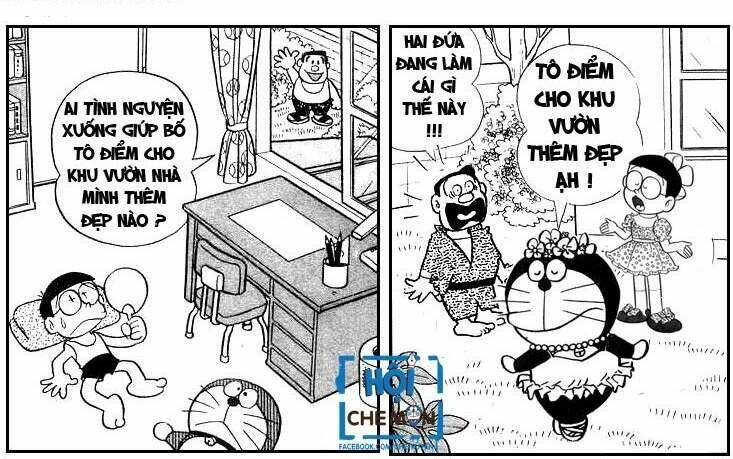 AI TÌNH NGUYỆN
XUỐNG GIÚP BỐ
TÔ ĐIỂM CHO
KHU VƯỜN NHÀ
MÌNH THÊM
ĐẸP NÀO ?
HAI ĐỨA
ĐANG LÀM
CÁI GÌ
THẾ NÀY
!!!
TÔ ĐIỂM
CHO KHU
VƯỜN
THÊM ĐẸP
ẠH !
HỘI
CHẾ MÔN